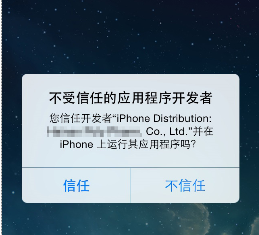 不受信任的应用程序开发者
您信任开发者“iPhone Distribution:
Co., Ltd.”并在
iPhone 上运行其应用程序吗?
信任
不信任